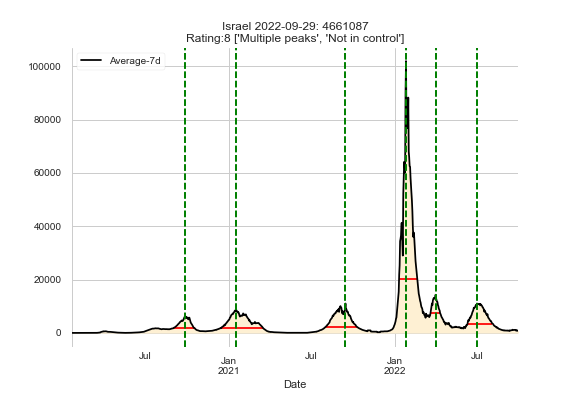 Israel 2022-09-29: 4661087
Rating:8 ['Multiple peaks', 'Not in control']
Average-7d
100000
80000
60000
40000
20000
0
Jul
Jan
2021
Jul
Jan
2022
Jul
Date